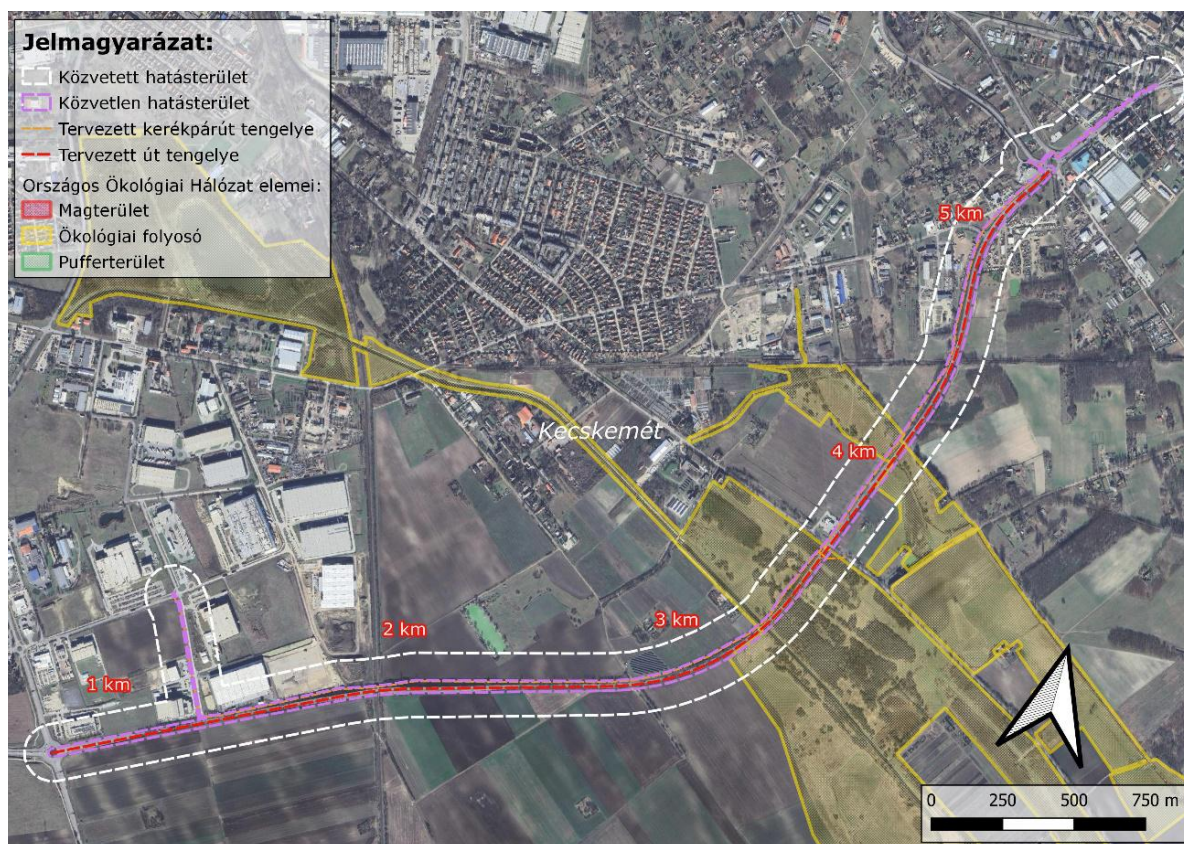 Jelmagyarázat:
Közvetett hatásterület
Közvetlen hatásterület
Tervezett kerékpárút tengelye
Tervezett út tengelye
Országos Ökológiai Hálózat elemei:
Magterület
Ökológiai folyosó
Pufferterület
5 km
Kecskemét
4 km
3 km
2 km
1 km
0 250 500 750 m